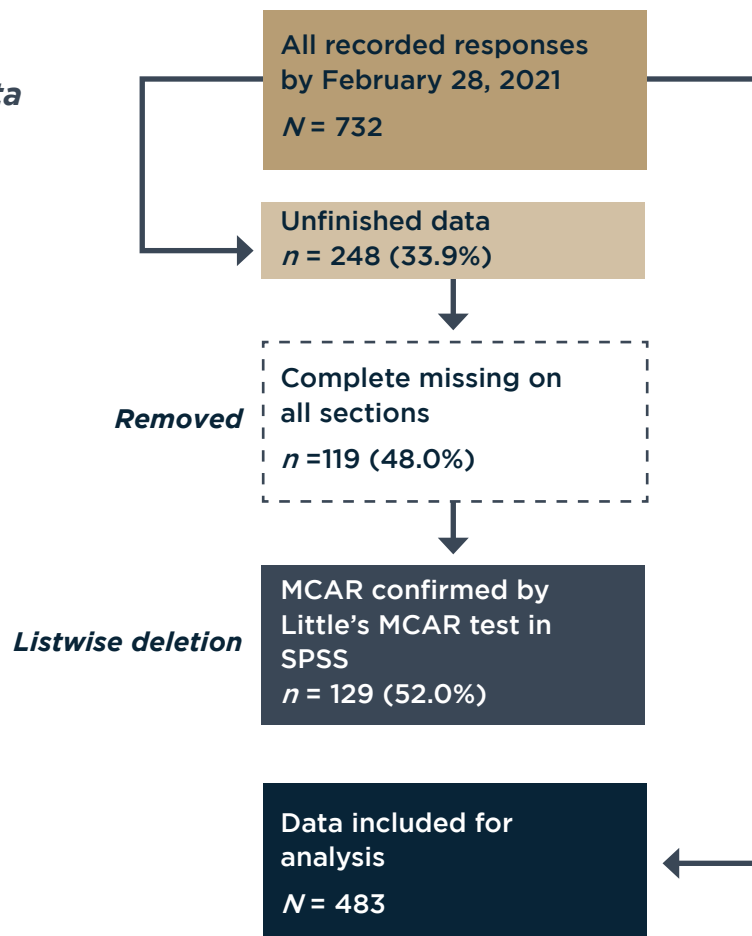 All recorded responses
by February 28, 2021
N = 732
Unfinished data
n = 248 (33.9%)
Complete missing on
all sections
n =119 (48.0%)
Removed
MCAR confirmed by
Little's MCAR test in
SPSS
n = 129 (52.0%)
Listwise deletion
Data included for
analysis
N = 483